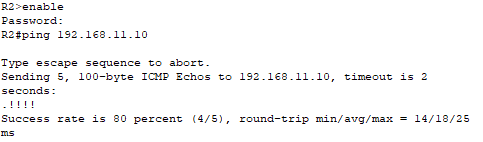 R2>enable
Password:
R2#ping 192.168.11.10
Type escape sequence to abort.
Sending 5, 100-byte ICMP Echos to 192.168.11.10, timeout is 2
seconds:
.!!!!
Success rate is 80 percent (4/5), round-trip min/avg/max = 14/18/25
ms